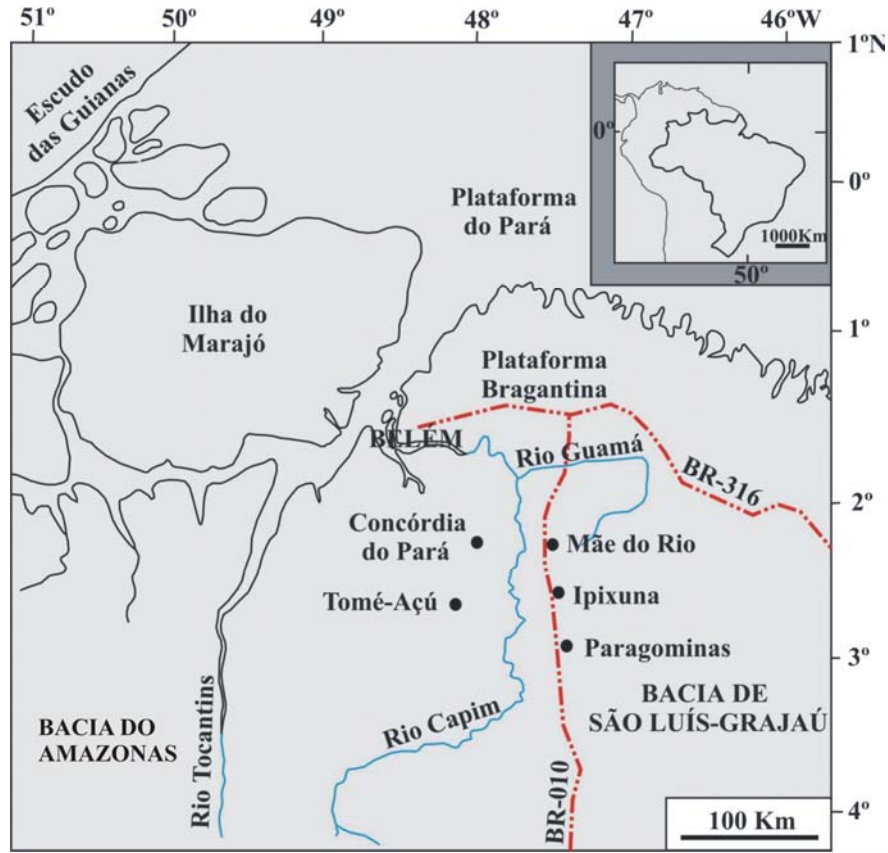 51º 50º 49º 48º 47º 46ºW
1ºN
Escudo
das Guianas
0º
1000Km
50º
0º
Plataforma
do Pará
Ilha do
Marajó
1º
Plataforma
Bragantina
BELÉM
Rio Guamá
BR-316
2º
Concórdia
do Pará
Mãe do Rio
Tomé-Açú
Ipixuna
Paragominas
3º
BACIA DO
AMAZONAS
Rio Tocantins
Rio Capim
BACIA DE
SÃO LUÍS-GRAJAÚ
BR-010
100 Km
4º